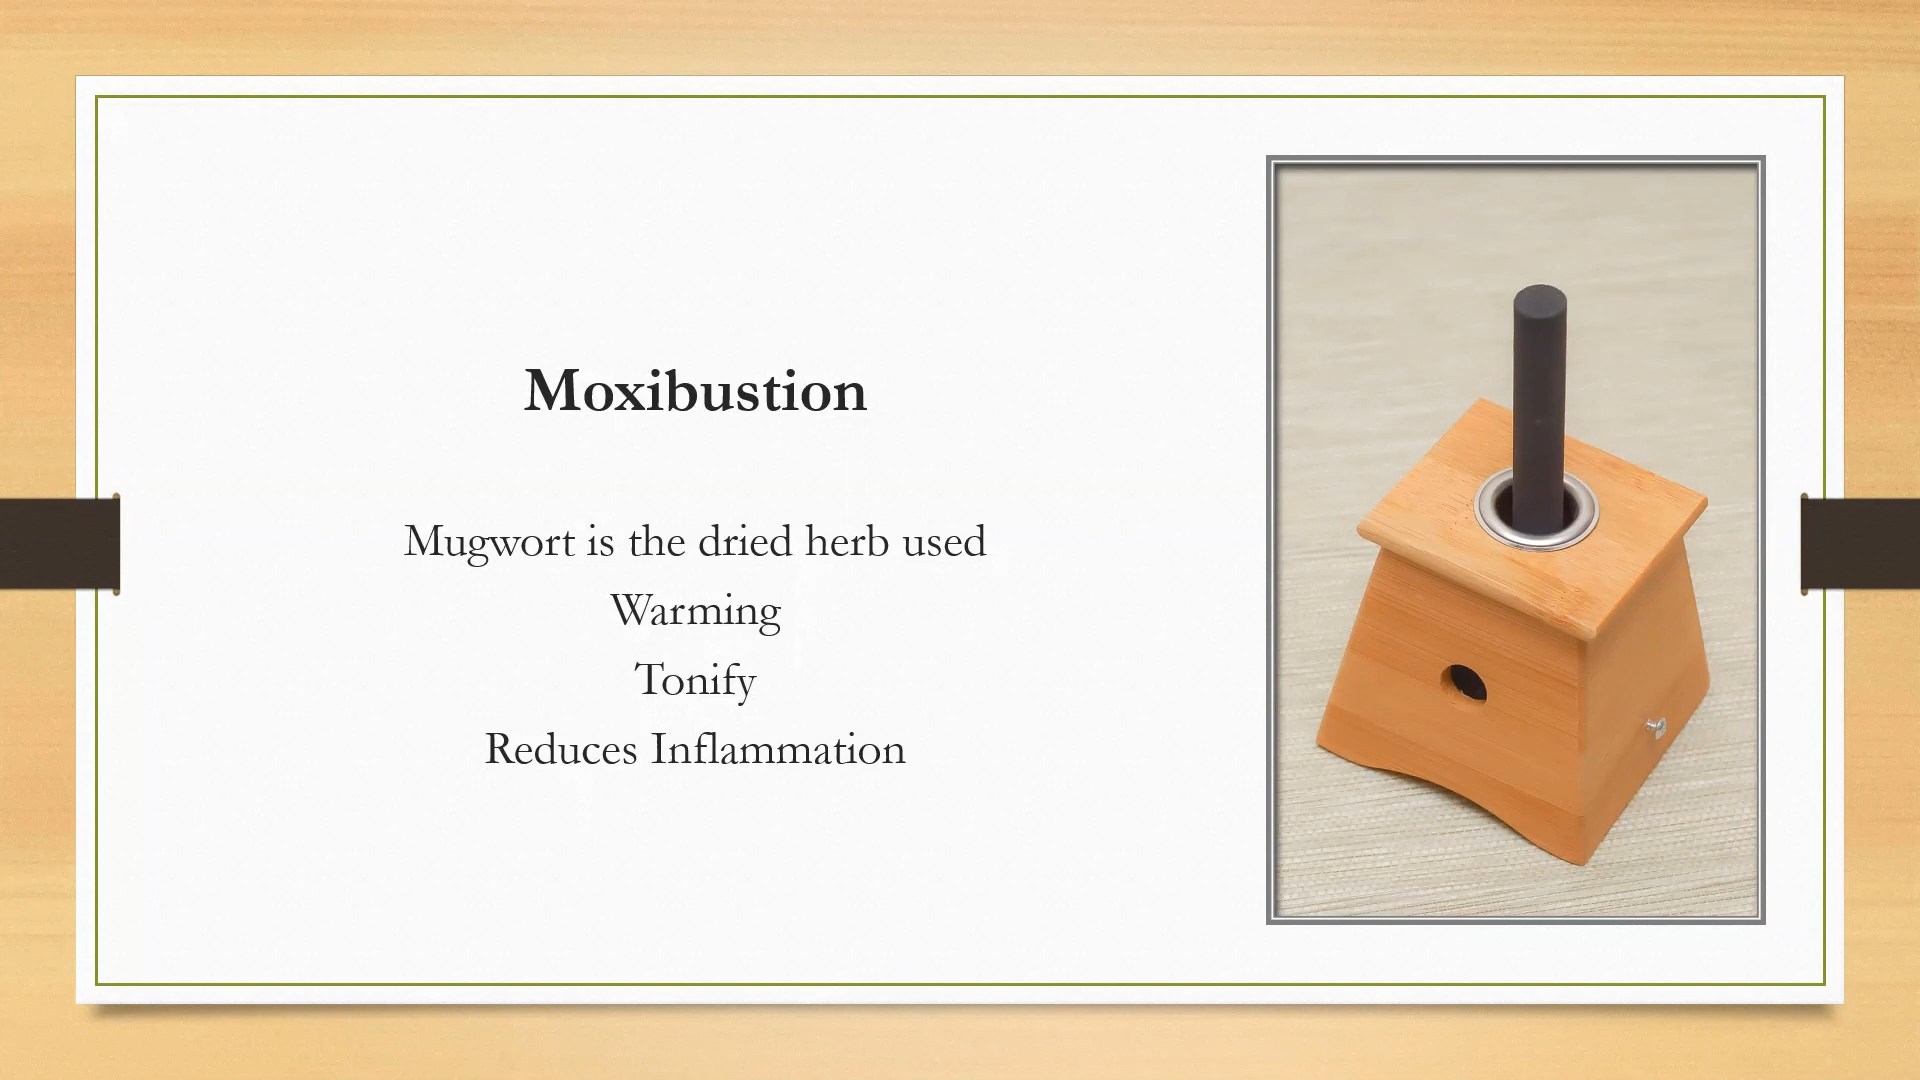 Moxibustion
Mugwort is the dried herb used
Warming
Tonify
Reduces Inflammation